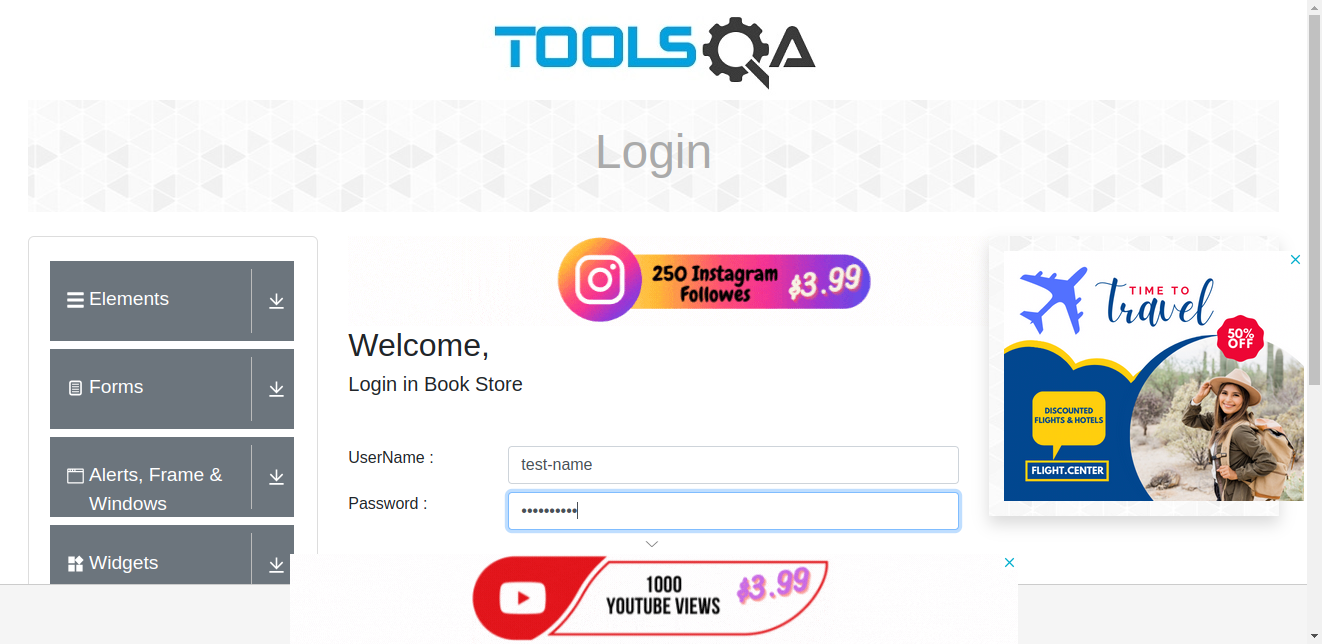 TOOLSQA
Login
Elements
Forms
Alerts, Frame &
Windows
Widgets
250 Instagram
Followes
$3.99
Welcome,
Login in Book Store
UserName :
test-name
Password :
••••••••••
TIME TO
travel
50%
OFF
DISCOUNTED
FLIGHTS & HOTELS
FLIGHT.CENTER
1000
YOUTUBE VIEWS
$3.99